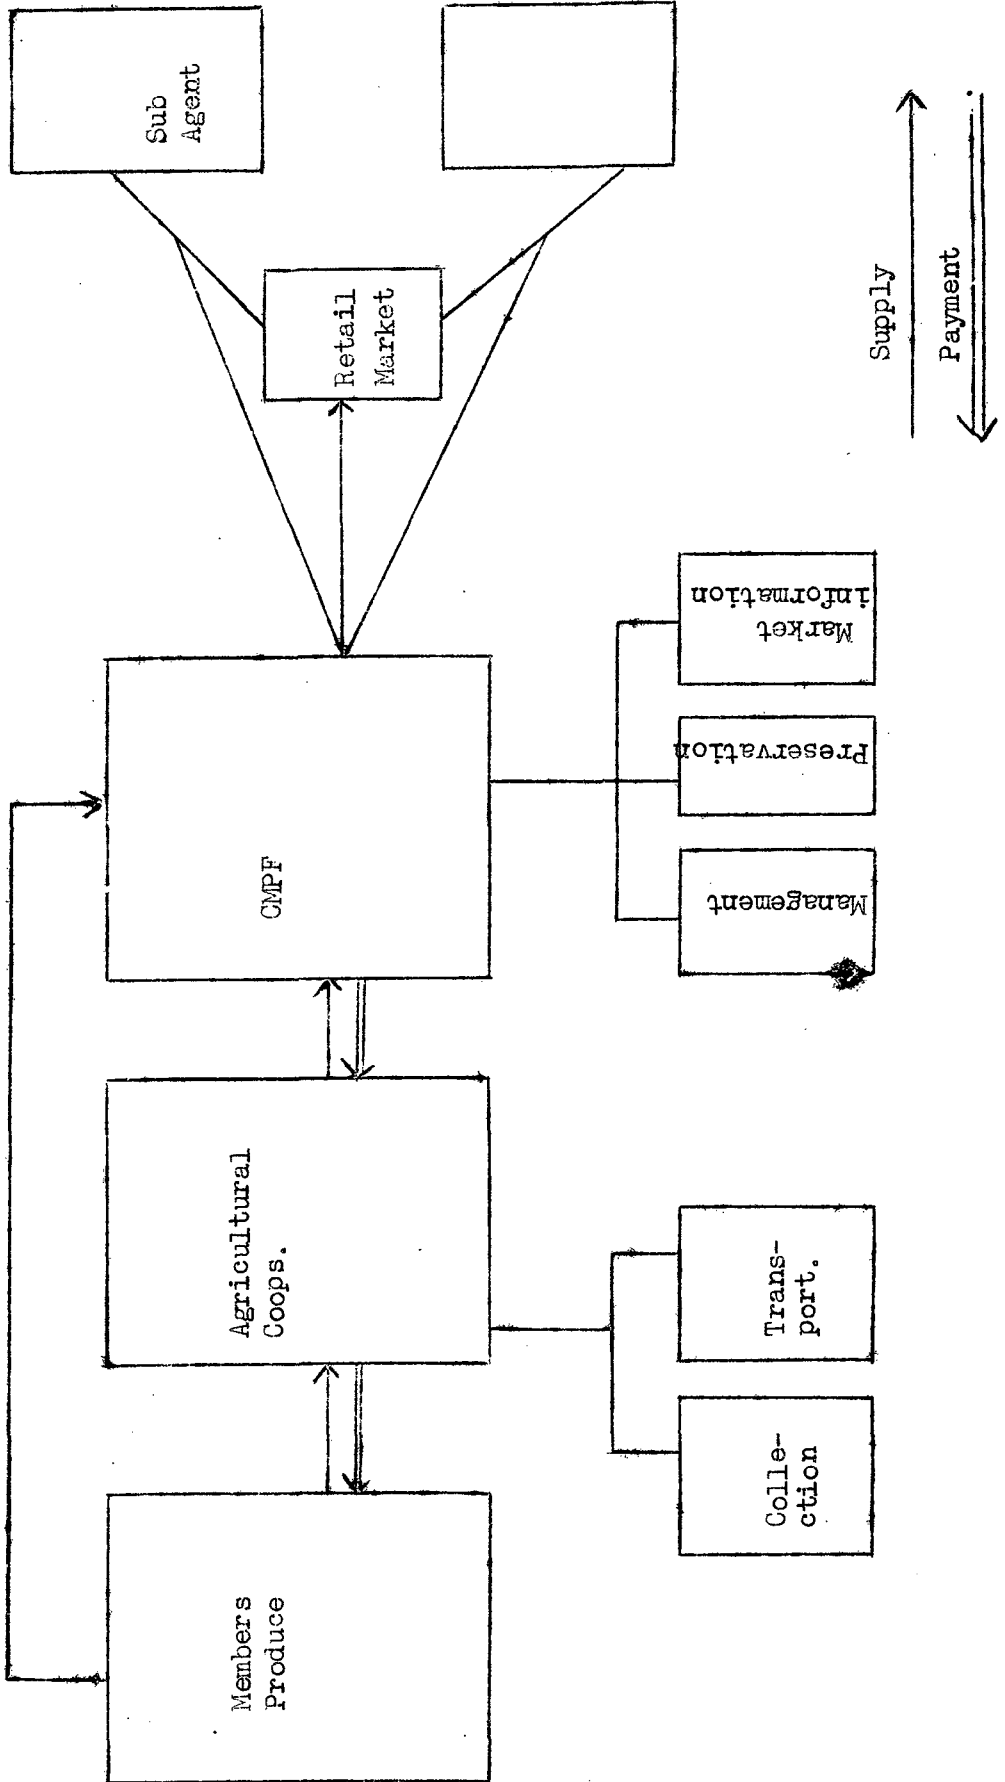 Members
Produce
Agricultural
Coops.
CMPF
Retail
Market
Sub
Agent
Colle-
ction
Trans-
port.
Management
Preservation
Market
information
Supply
Payment